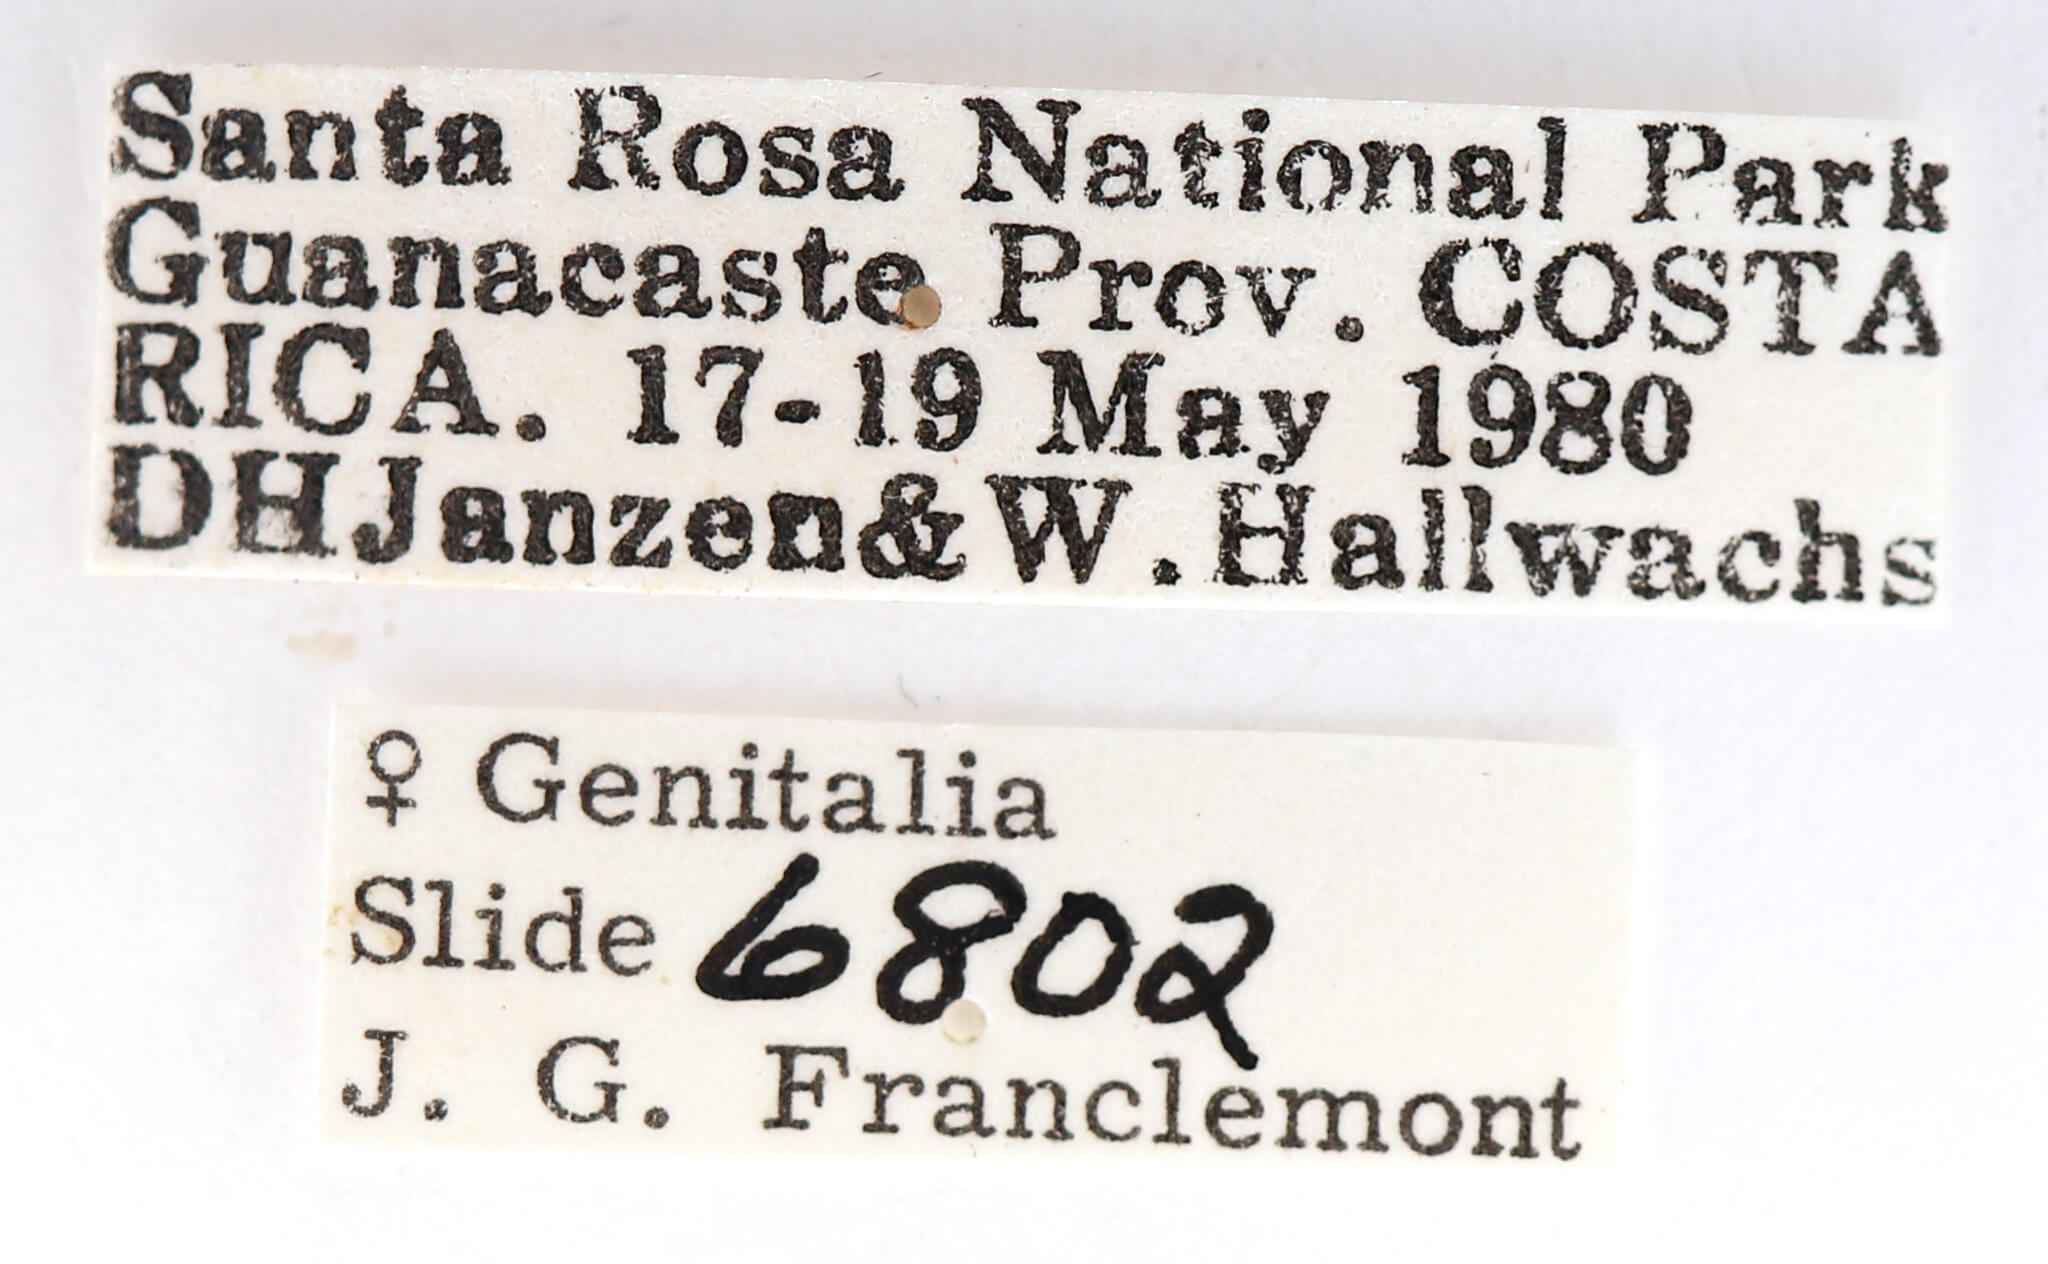 Santa Rosa National Park
Guanacaste Prov. COSTA
RICA. 17-19 May 1980
DHJanzen&W.Hallwachs
♀ Genitalia
Slide 6802
J. G. Franclemont